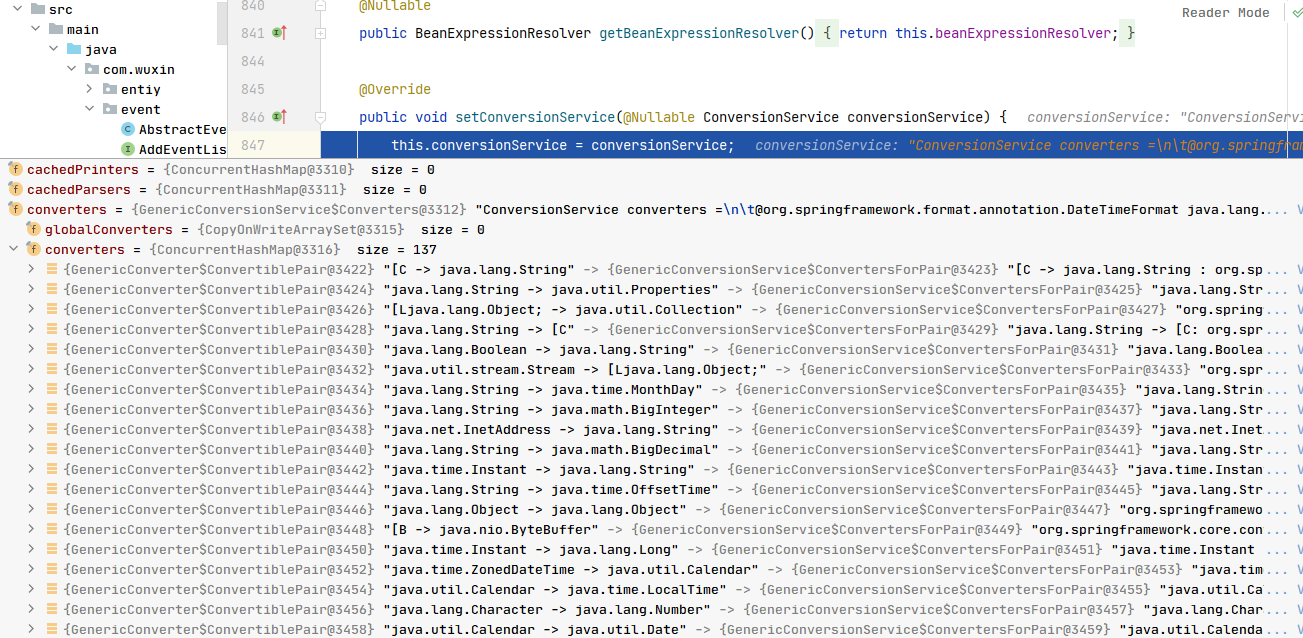 src
main
java
com.wuxin
entiy
event
AbstractEve
AddEventLis
840 @Nullable
841 public BeanExpressionResolver getBeanExpressionResolver() { return this.beanExpressionResolver; }
844
845 @Override
846 public void setConversionService(@Nullable ConversionService conversionService) { conversionService: "ConversionServi
847 this.conversionService = conversionService; conversionService: "ConversionService converters =\n\t@org.springfram
Reader Mode
cachedPrinters = {ConcurrentHashMap@3310} size = 0
cachedParsers = {ConcurrentHashMap@3311} size = 0
converters = {GenericConversionService$Converters@3312} "ConversionService converters =\n\t@org.springframework.format.annotation.DateTimeFormat java.lang.... V
globalConverters = {CopyOnWriteArraySet@3315} size = 0
converters = {ConcurrentHashMap@3316} size = 137
{GenericConverter$ConvertiblePair@3422} "[C -> java.lang.String" -> {GenericConversionService$ConvertersForPair@3423} "[C -> java.lang.String : org.sp... V
{GenericConverter$ConvertiblePair@3424} "java.lang.String -> java.util.Properties" -> {GenericConversionService$ConvertersForPair@3425} "java.lang.Str... V
{GenericConverter$ConvertiblePair@3426} "[Ljava.lang.Object; -> java.util.Collection" -> {GenericConversionService$ConvertersForPair@3427} "org.spring... V
{GenericConverter$ConvertiblePair@3428} "java.lang.String -> [C" -> {GenericConversionService$ConvertersForPair@3429} "java.lang.String -> [C: org.spr... V
{GenericConverter$ConvertiblePair@3430} "java.lang.Boolean -> java.lang.String" -> {GenericConversionService$ConvertersForPair@3431} "java.lang.Boolea... V
{GenericConverter$ConvertiblePair@3432} "java.util.stream.Stream -> [Ljava.lang.Object;" -> {GenericConversionService$ConvertersForPair@3433} "org.spr... V
{GenericConverter$ConvertiblePair@3434} "java.lang.String -> java.time.MonthDay" -> {GenericConversionService$ConvertersForPair@3435} "java.lang.Strin... V
{GenericConverter$ConvertiblePair@3436} "java.lang.String -> java.math.BigInteger" -> {GenericConversionService$ConvertersForPair@3437} "java.lang.Str... V
{GenericConverter$ConvertiblePair@3438} "java.net.InetAddress -> java.lang.String" -> {GenericConversionService$ConvertersForPair@3439} "java.net.Inet... V
{GenericConverter$ConvertiblePair@3440} "java.lang.String -> java.math.BigDecimal" -> {GenericConversionService$ConvertersForPair@3441} "java.lang.Str... V
{GenericConverter$ConvertiblePair@3442} "java.time.Instant -> java.lang.String" -> {GenericConversionService$ConvertersForPair@3443} "java.time.Instan... V
{GenericConverter$ConvertiblePair@3444} "java.lang.String -> java.time.OffsetTime" -> {GenericConversionService$ConvertersForPair@3445} "java.lang.Str... V
{GenericConverter$ConvertiblePair@3446} "java.lang.Object -> java.lang.Object" -> {GenericConversionService$ConvertersForPair@3447} "org.springframewo... V
{GenericConverter$ConvertiblePair@3448} "[B -> java.nio.ByteBuffer" -> {GenericConversionService$ConvertersForPair@3449} "org.springframework.core.con... V
{GenericConverter$ConvertiblePair@3450} "java.time.Instant -> java.lang.Long" -> {GenericConversionService$ConvertersForPair@3451} "java.time.Instant ... V
{GenericConverter$ConvertiblePair@3452} "java.time.ZonedDateTime -> java.util.Calendar" -> {GenericConversionService$ConvertersForPair@3453} "java.tim... V
{GenericConverter$ConvertiblePair@3454} "java.util.Calendar -> java.time.LocalTime" -> {GenericConversionService$ConvertersForPair@3455} "java.util.Ca... V
{GenericConverter$ConvertiblePair@3456} "java.lang.Character -> java.lang.Number" -> {GenericConversionService$ConvertersForPair@3457} "java.lang.Char... V
{GenericConverter$ConvertiblePair@3458} "java.util.Calendar -> java.util.Date" -> {GenericConversionService$ConvertersForPair@3459} "java.util.Calenda... V